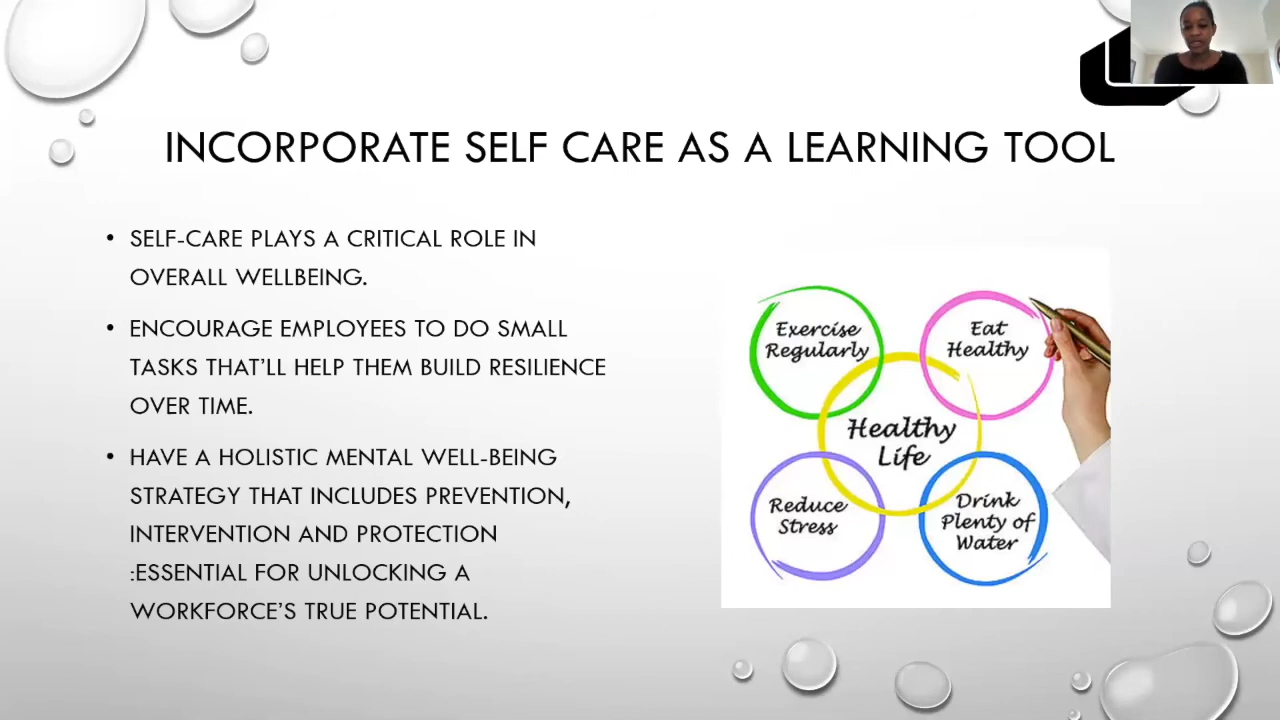 INCORPORATE SELF CARE AS A LEARNING TOOL
• SELF-CARE PLAYS A CRITICAL ROLE IN
OVERALL WELLBEING.
• ENCOURAGE EMPLOYEES TO DO SMALL
TASKS THAT’LL HELP THEM BUILD RESILIENCE
OVER TIME.
• HAVE A HOLISTIC MENTAL WELL-BEING
STRATEGY THAT INCLUDES PREVENTION,
INTERVENTION AND PROTECTION
:ESSENTIAL FOR UNLOCKING A
WORKFORCE’S TRUE POTENTIAL.
Exercise
Regularly
Eat
Healthy
Healthy
Life
Reduce
Stress
Drink
Plenty of
Water